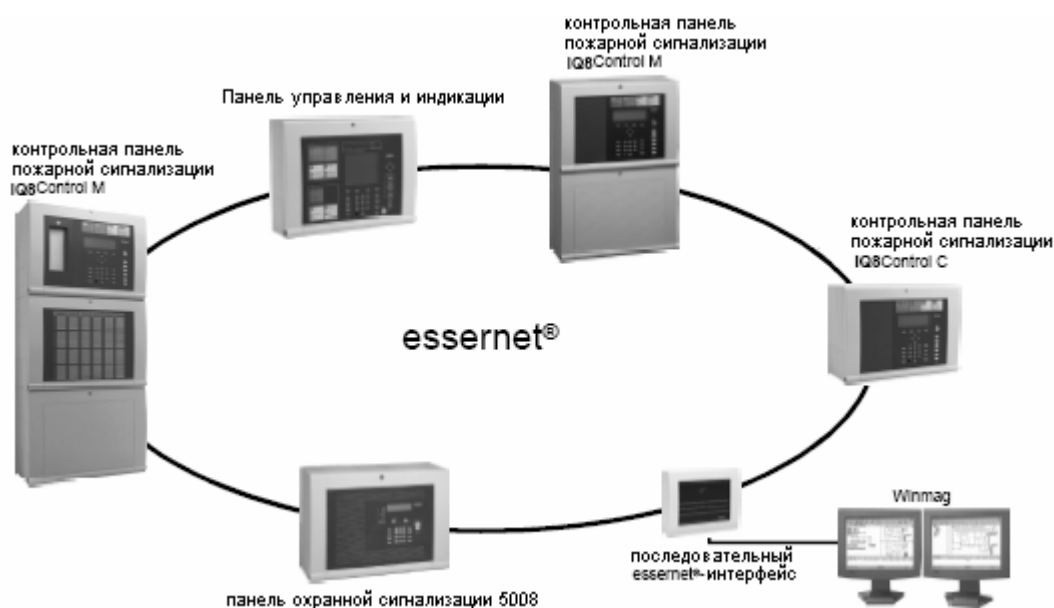 контрольная панель
пожарной сигнализации
IQ8Control M
Панель управления и индикации
контрольная панель
пожарной сигнализации
IQ8Control M
контрольная панель
пожарной сигнализации
IQ8Control C
essernet®
Winmag
последовательный
essernet®-интерфейс
панель охранной сигнализации 5008